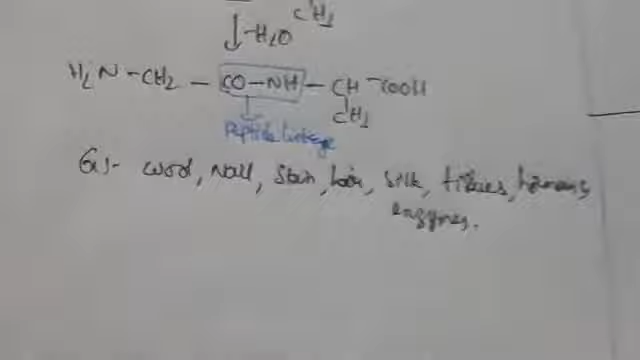 CH3
-H2O
H2N - CH2 - CO-NH - CH - COOH
CH3
Peptide linkage
Ex:- wool, Nail, skin, hair, silk, tissues, hormones,
enzymes.